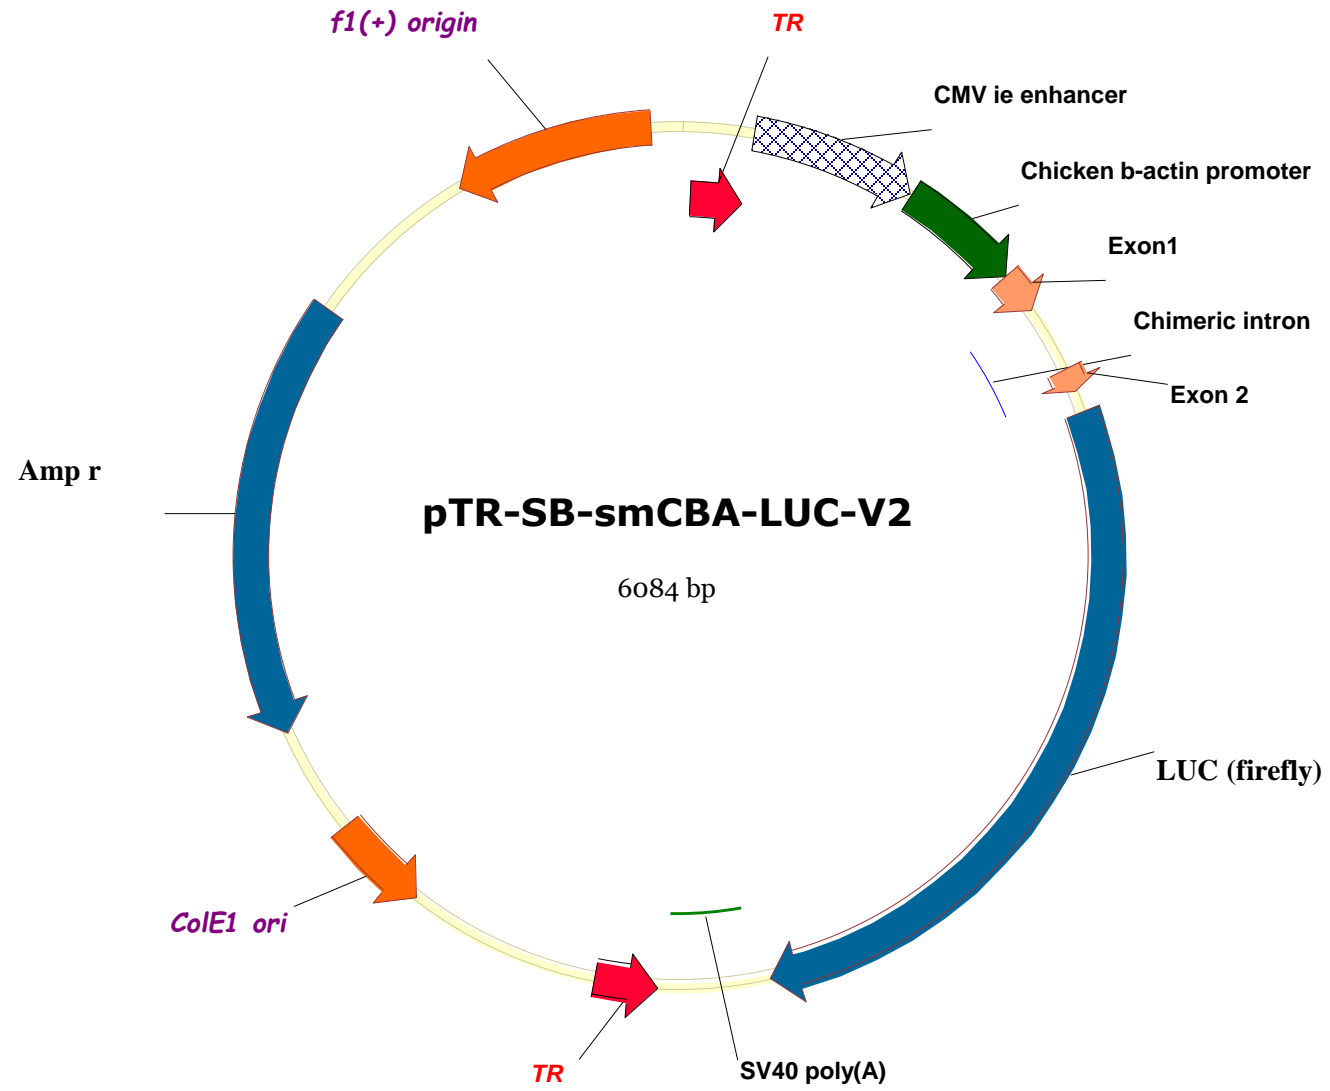 f1(+) origin
TR
CMV ie enhancer
Chicken b-actin promoter
Exon1
Chimeric intron
Exon 2
Amp r
pTR-SB-smCBA-LUC-V2
6084 bp
LUC (firefly)
ColE1 ori
TR
SV40 poly(A)